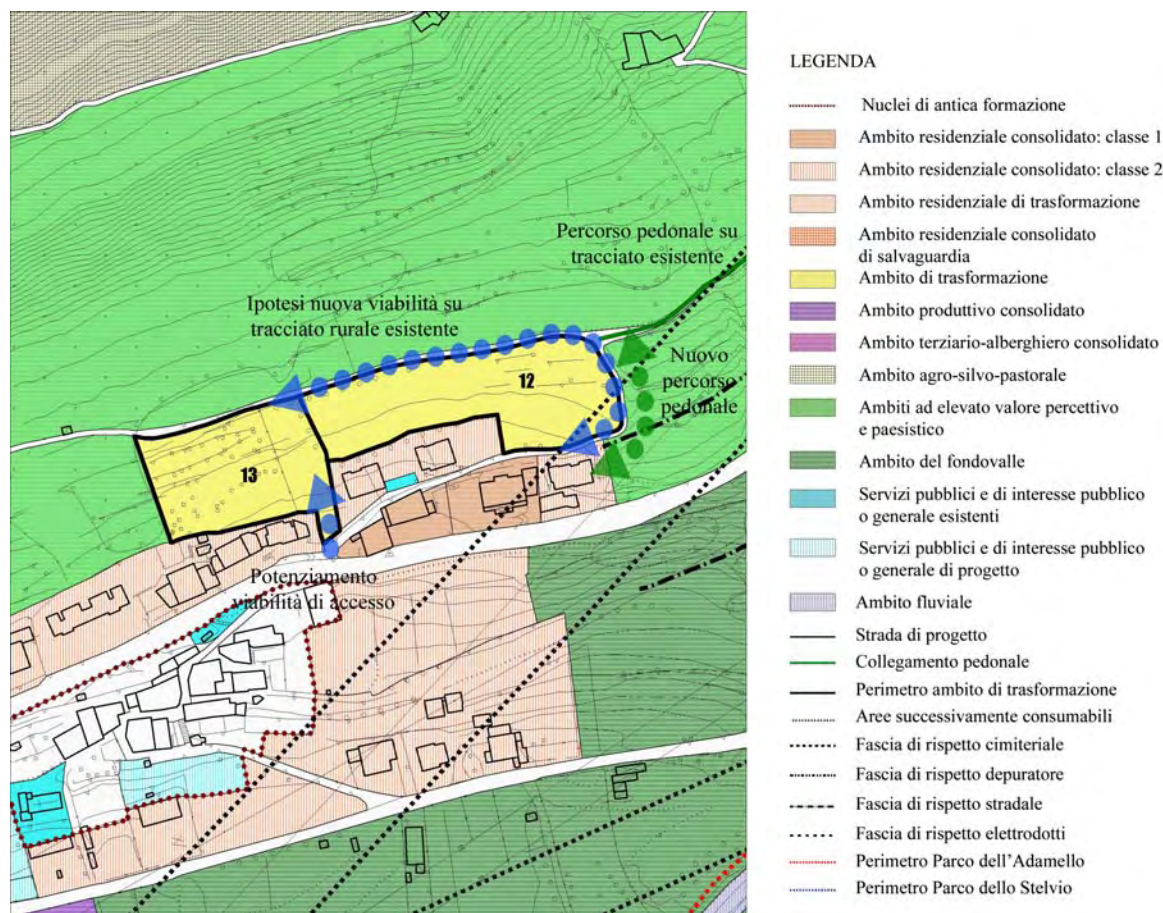 Percorso pedonale su
tracciato esistente
Ipotesi nuova viabilità su
tracciato rurale esistente
Nuovo
percorso
pedonale
12
13
Potenziamento
viabilità di accesso
LEGENDA
Nuclei di antica formazione
Ambito residenziale consolidato: classe 1
Ambito residenziale consolidato: classe 2
Ambito residenziale di trasformazione
Ambito residenziale consolidato
di salvaguardia
Ambito di trasformazione
Ambito produttivo consolidato
Ambito terziario-alberghiero consolidato
Ambito agro-silvo-pastorale
Ambiti ad elevato valore percettivo
e paesistico
Ambito del fondovalle
Servizi pubblici e di interesse pubblico
o generale esistenti
Servizi pubblici e di interesse pubblico
o generale di progetto
Ambito fluviale
Strada di progetto
Collegamento pedonale
Perimetro ambito di trasformazione
Aree successivamente consumabili
Fascia di rispetto cimiteriale
Fascia di rispetto depuratore
Fascia di rispetto stradale
Fascia di rispetto elettrodotti
Perimetro Parco dell'Adamello
Perimetro Parco dello Stelvio